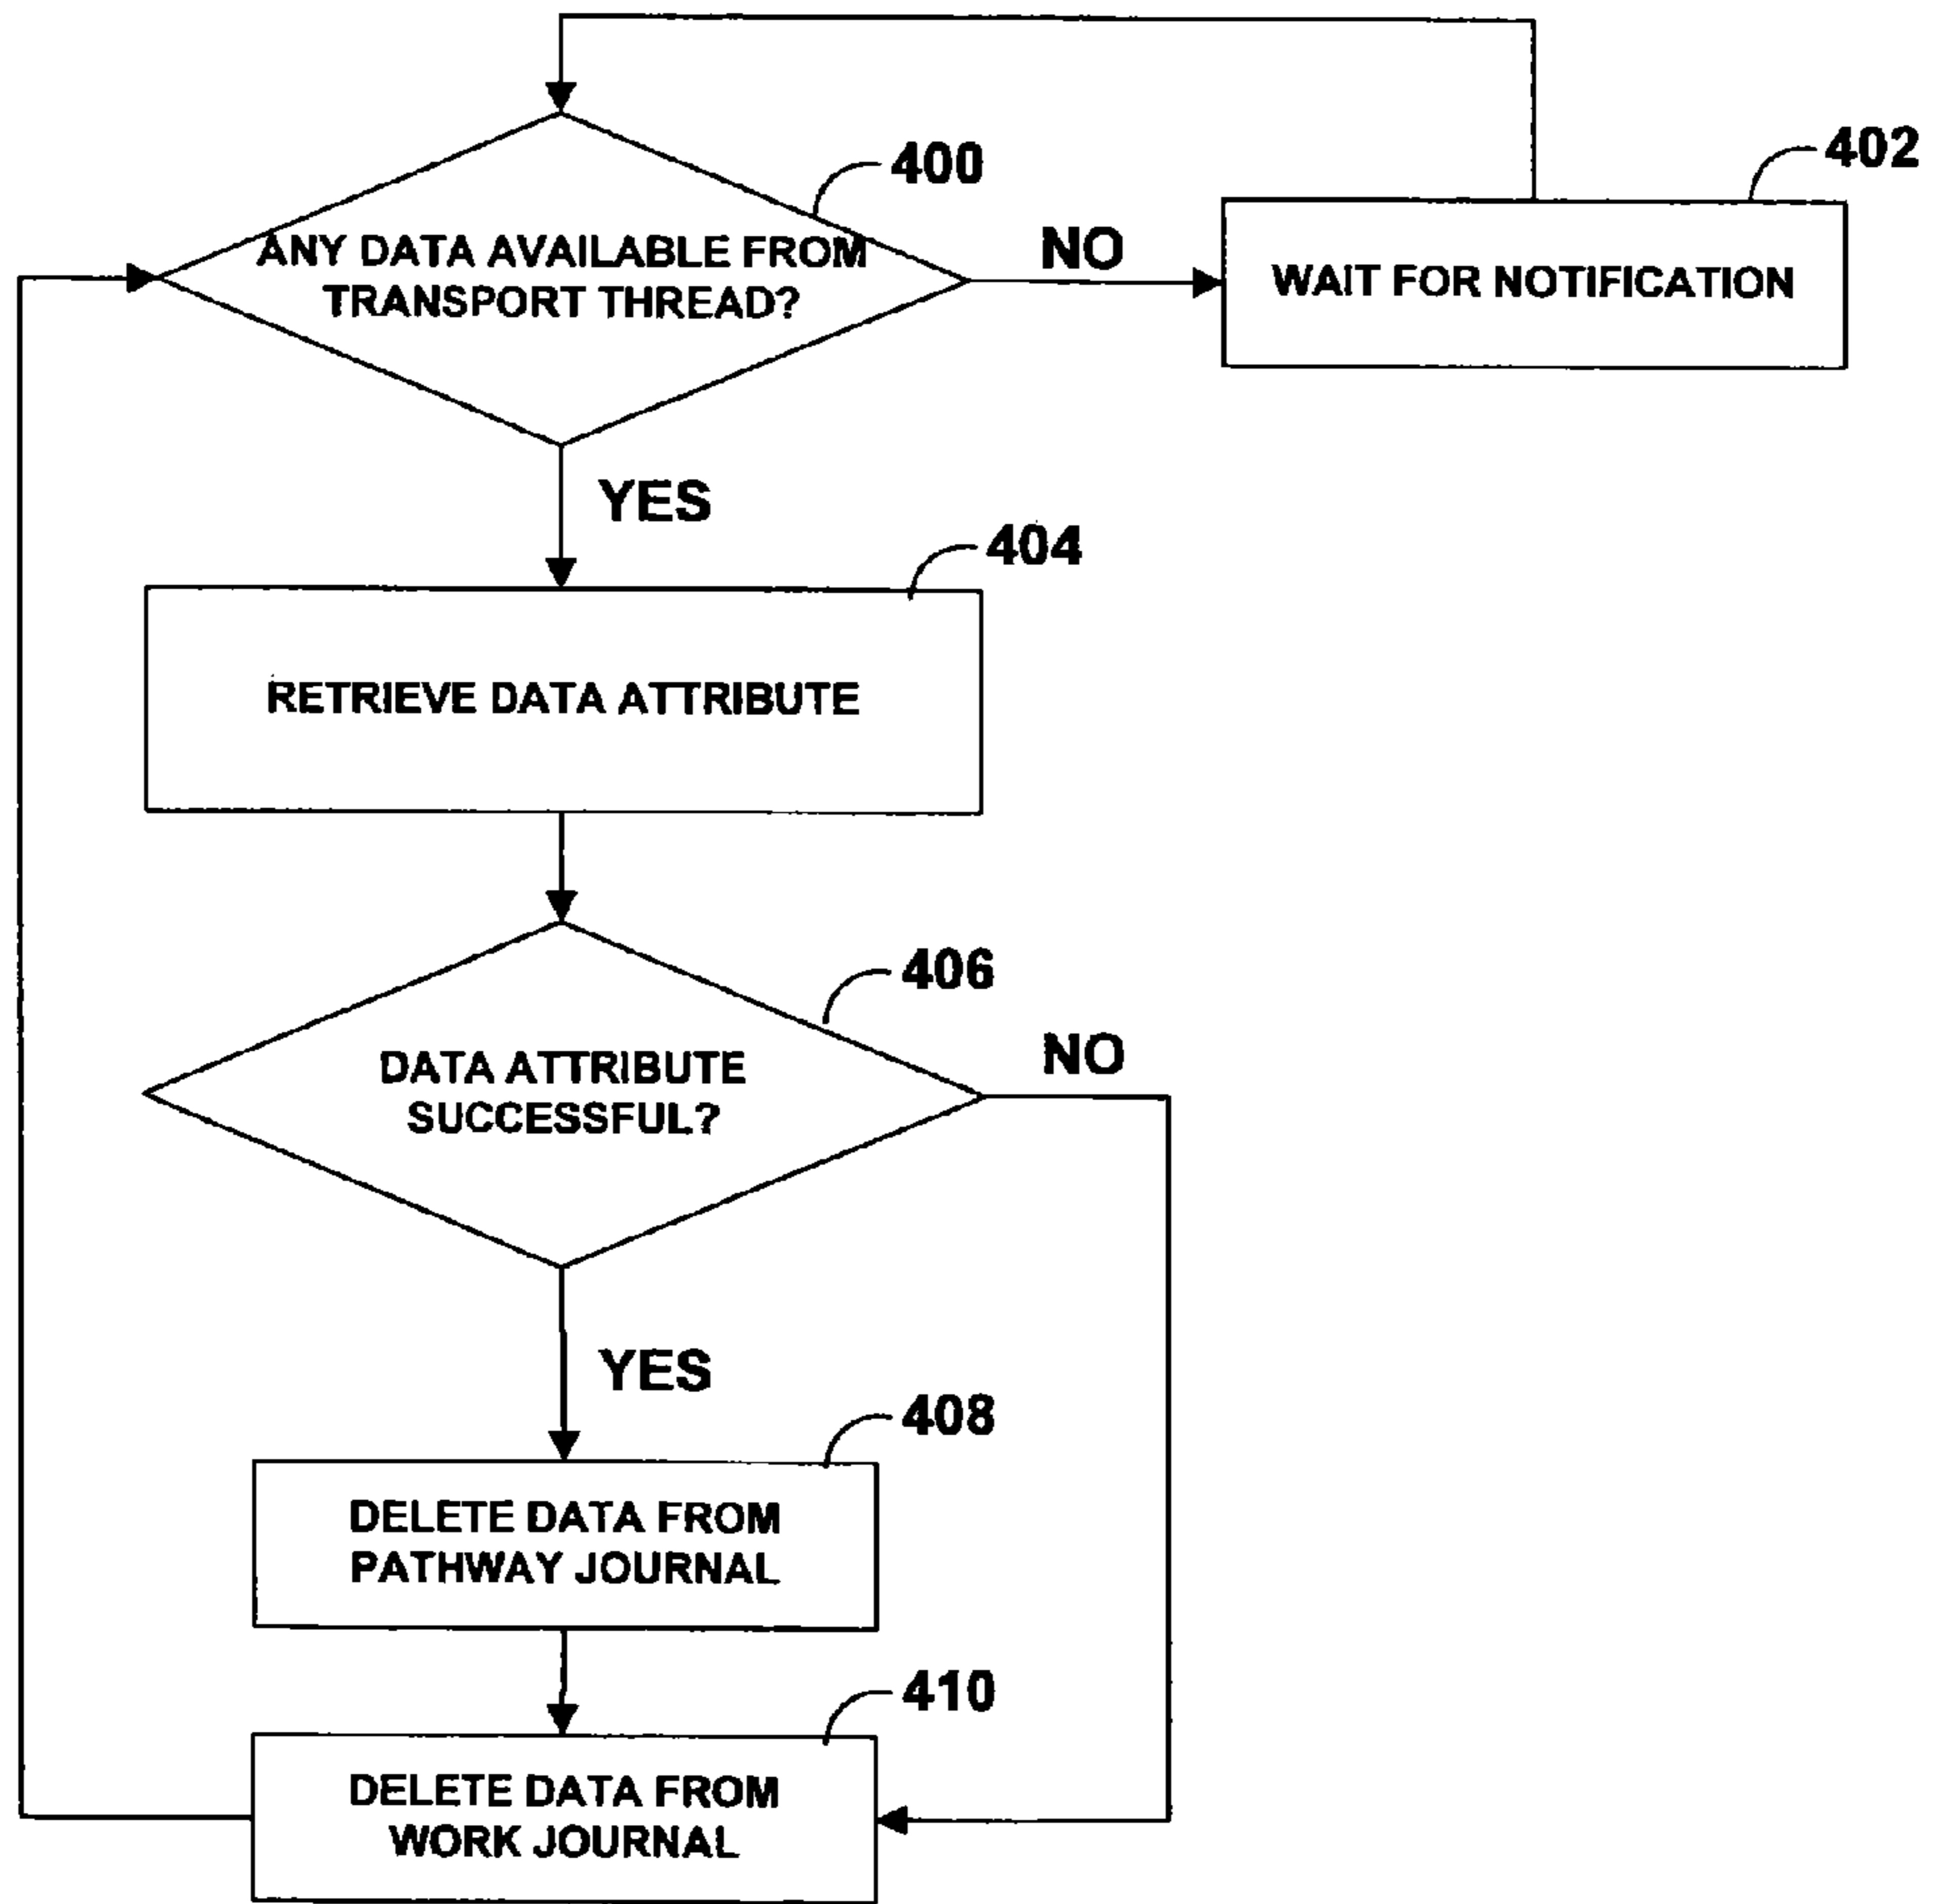 400
402
ANY DATA AVAILABLE FROM
TRANSPORT THREAD?
NO
WAIT FOR NOTIFICATION
YES
404
RETRIEVE DATA ATTRIBUTE
406
DATA ATTRIBUTE
SUCCESSFUL?
NO
YES
408
DELETE DATA FROM
PATHWAY JOURNAL
410
DELETE DATA FROM
WORK JOURNAL